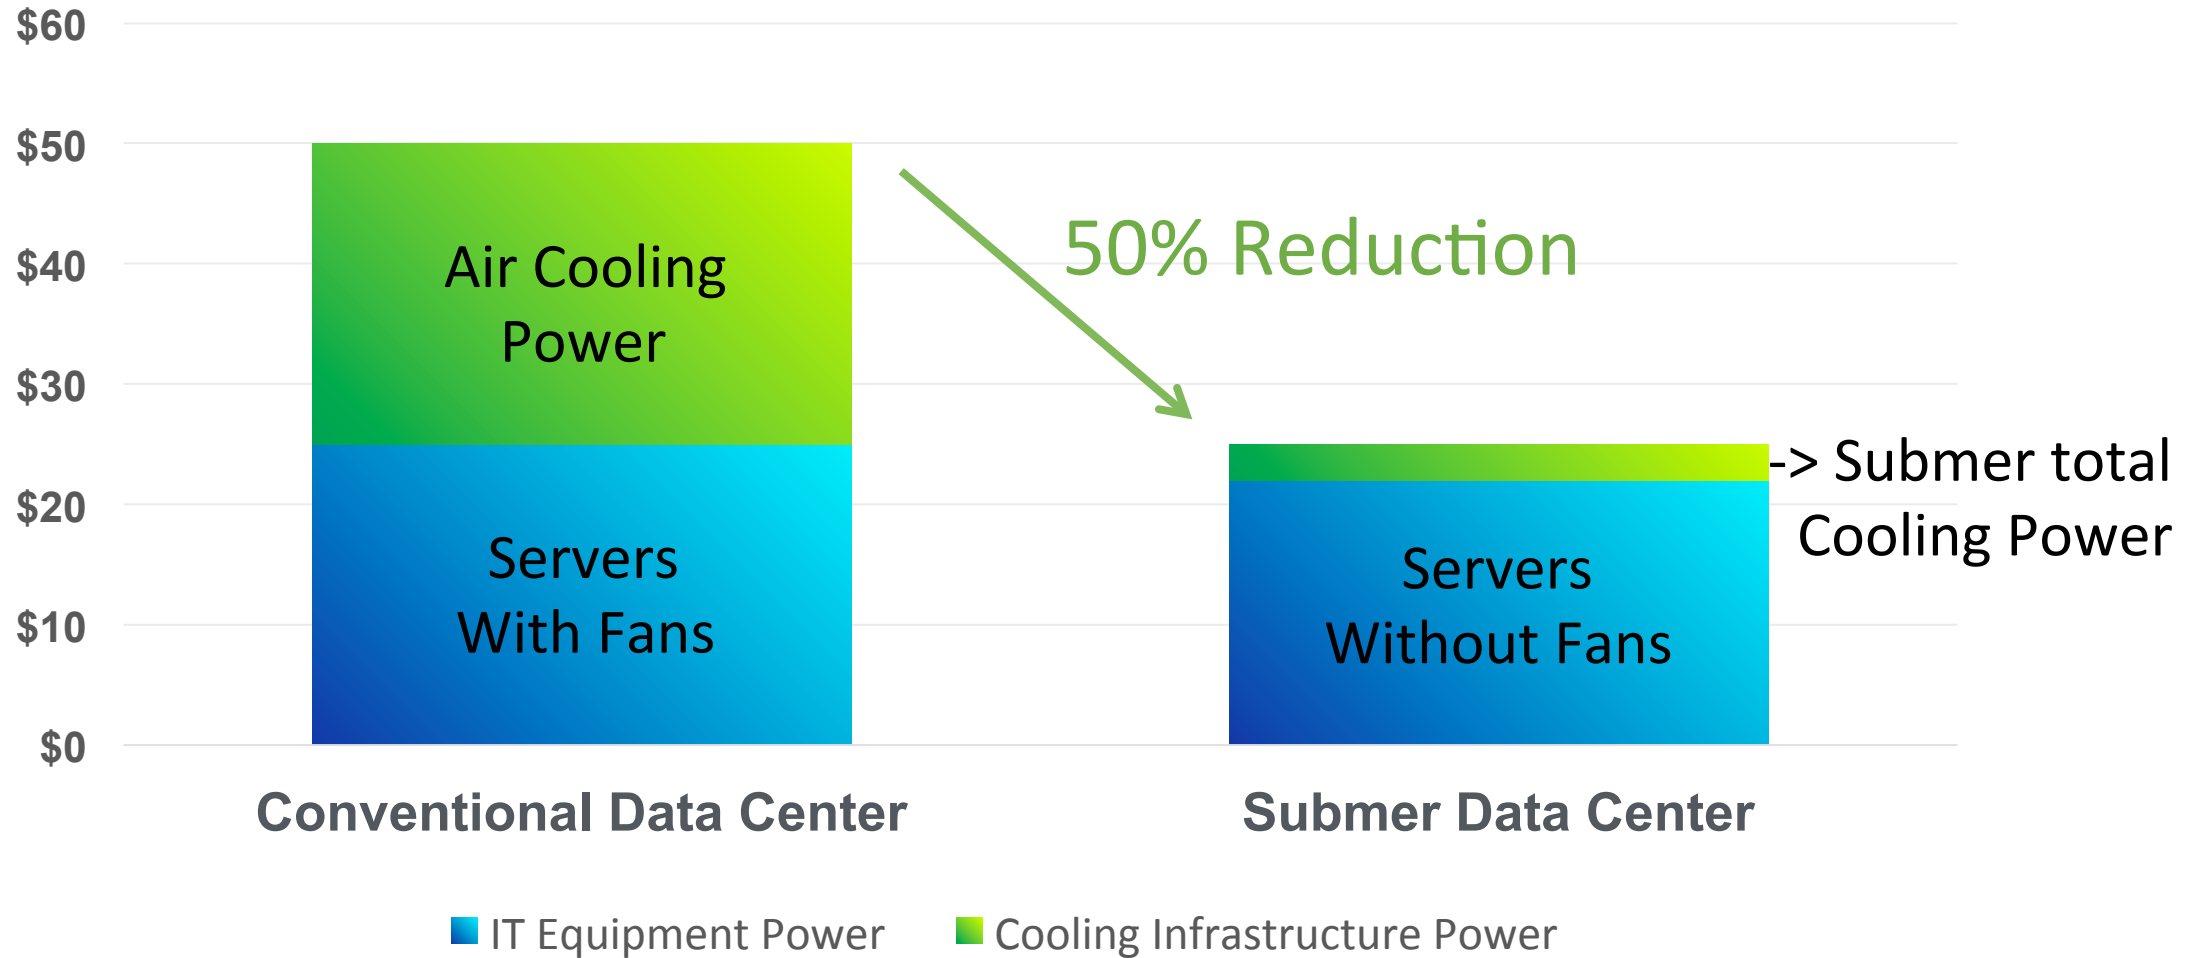 $60
$50
$40
$30
$20
$10
$0
Air Cooling
Power
Servers
With Fans
50% Reduction
-> Submer total
Cooling Power
Servers
Without Fans
Conventional Data Center
Submer Data Center
IT Equipment Power
Cooling Infrastructure Power